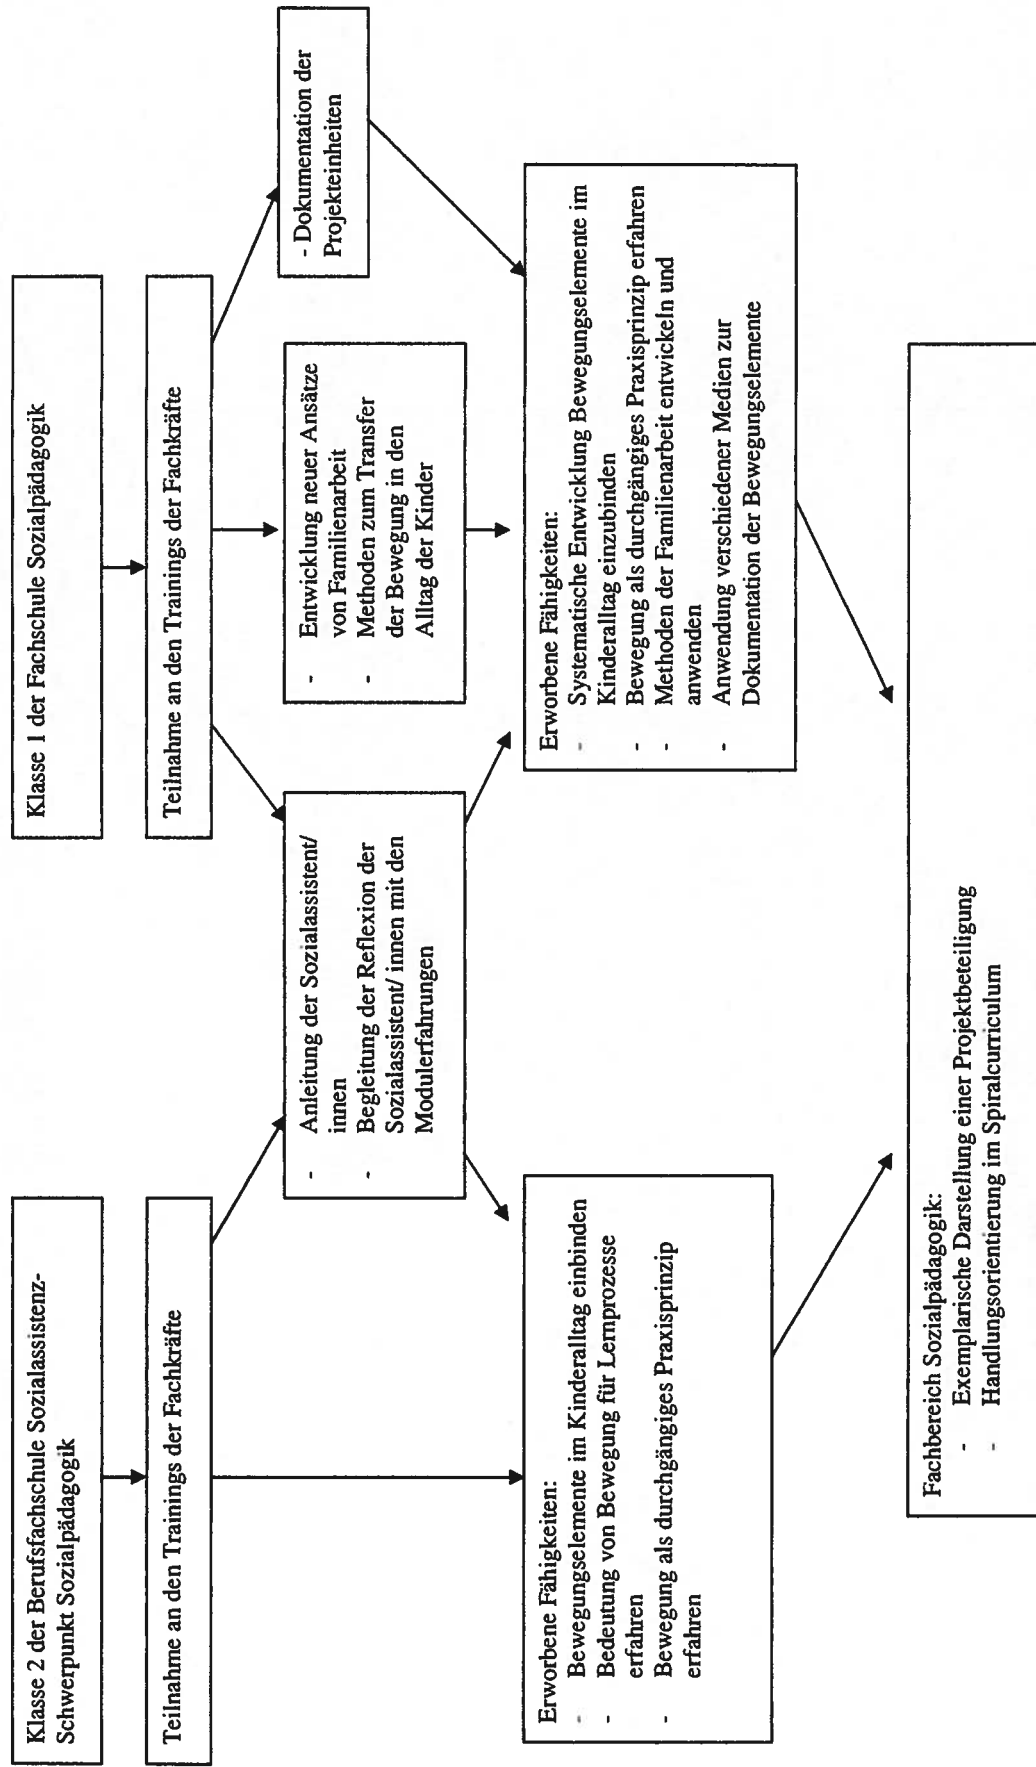 Klasse 2 der Berufsfachschule Sozialassistenz-
Schwerpunkt Sozialpädagogik
Teilnahme an den Trainings der Fachkräfte
Klasse 1 der Fachschule Sozialpädagogik
Teilnahme an den Trainings der Fachkräfte
- Anleitung der Sozialassistent/
innen
- Begleitung der Reflexion der
Sozialassistent/ innen mit den
Modulerfahrungen
- Entwicklung neuer Ansätze
von Familienarbeit
- Methoden zum Transfer
der Bewegung in den
Alltag der Kinder
- Dokumentation der
Projekteinheiten
Erworbene Fähigkeiten:
- Bewegungselemente im Kinderalltag einbinden
- Bedeutung von Bewegung für Lernprozesse
erfahren
- Bewegung als durchgängiges Praxisprinzip
erfahren
Erworbene Fähigkeiten:
- Systematische Entwicklung Bewegungselemente im
Kinderalltag einzubinden
- Bewegung als durchgängiges Praxisprinzip erfahren
- Methoden der Familienarbeit entwickeln und
anwenden
- Anwendung verschiedener Medien zur
Dokumentation der Bewegungselemente
Fachbereich Sozialpädagogik:
- Exemplarische Darstellung einer Projektbeteiligung
- Handlungsorientierung im Spiralcurriculum